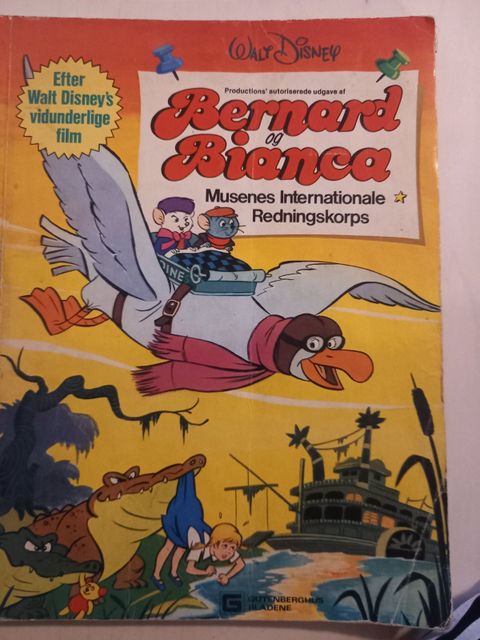 WALT DISNEY
Productions' autoriserede udgave af
Bernard
og
Bianca
Musenes Internationale
Redningskorps
Efter
Walt Disney's
vidunderlige
film
DINE
G GUTENBERGHUS
BLADENE